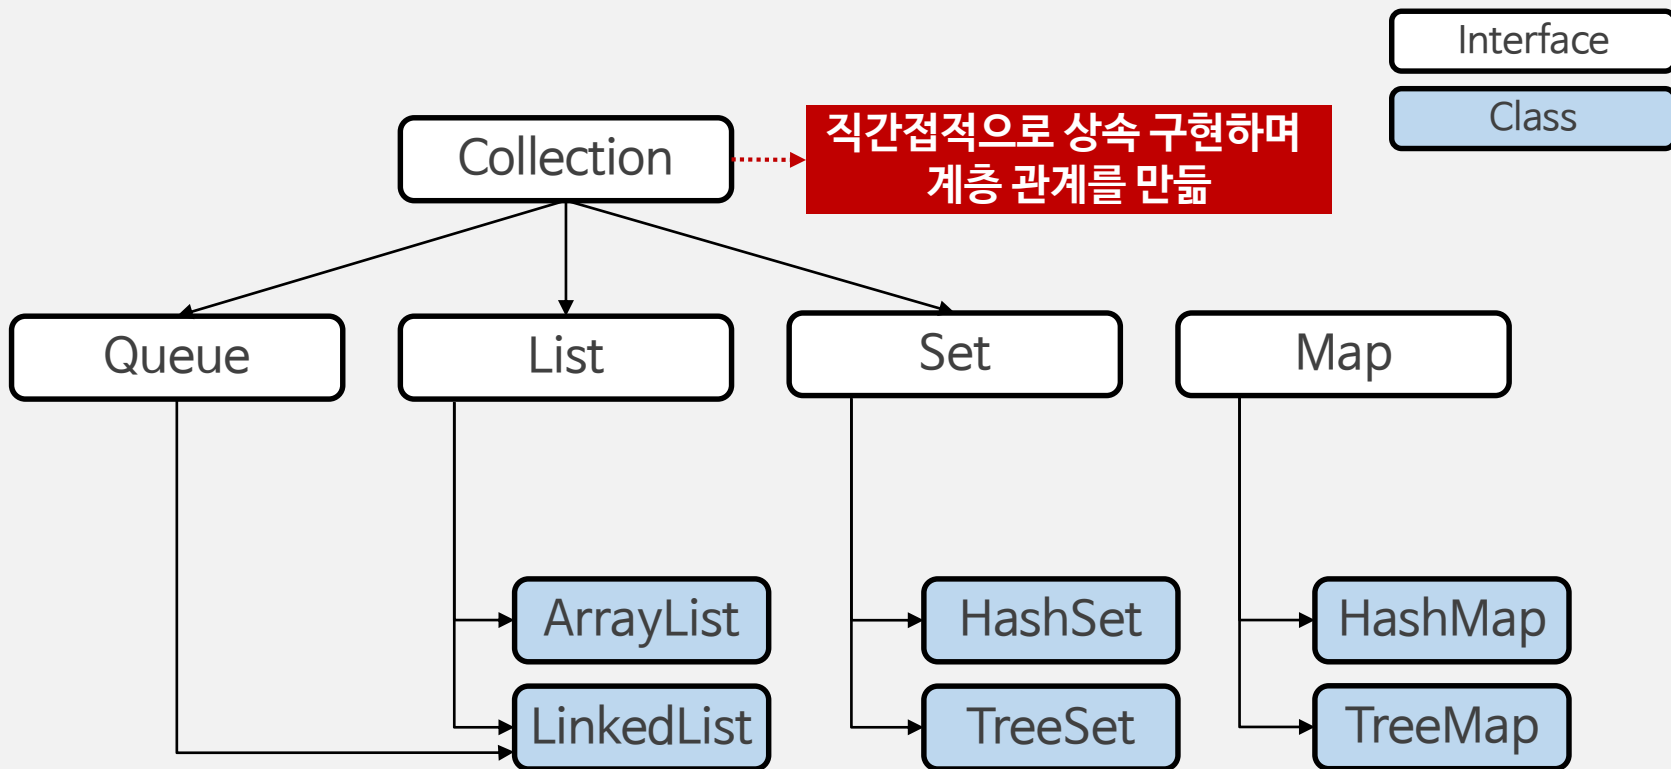 Interface
Class
Collection
직간접적으로 상속 구현하며
계층 관계를 만듦
Queue
List
Set
Map
ArrayList
HashSet
HashMap
LinkedList
TreeSet
TreeMap